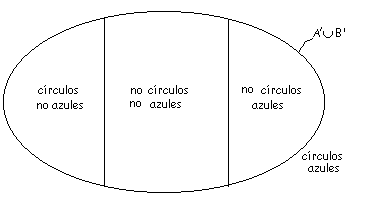 A'∪B'
círculos
no azules
no círculos
no azules
no círculos
azules
círculos
azules